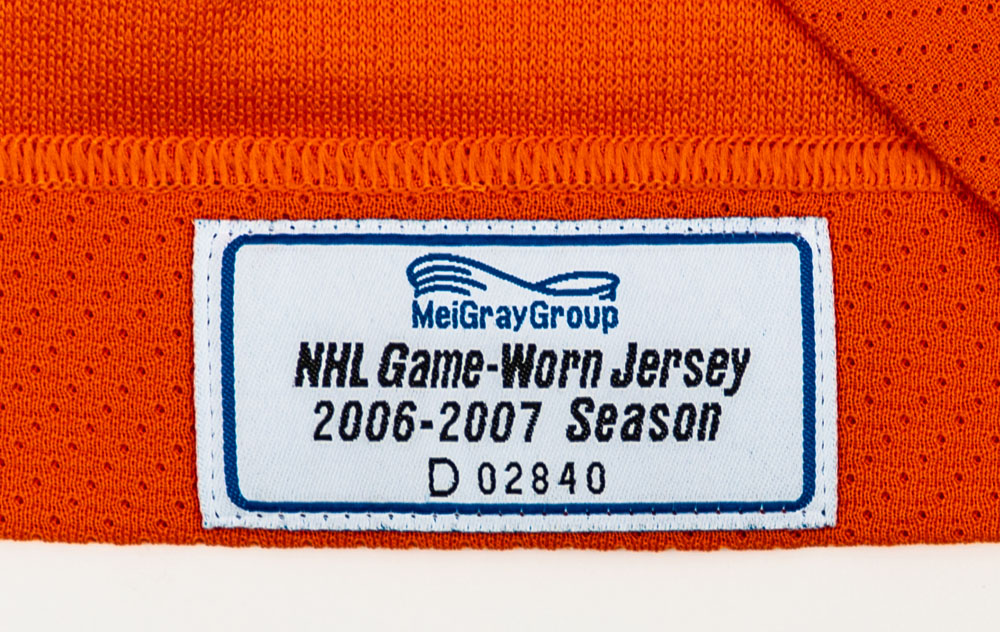 MeiGrayGroup
NHL Game-Worn Jersey
2006-2007 Season
D 02840